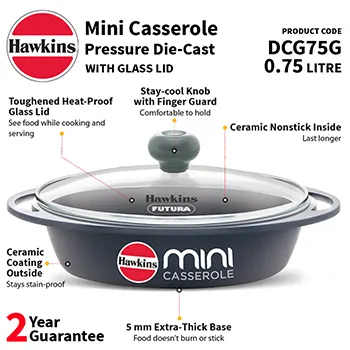 Hawkins
Mini Casserole
Pressure Die-Cast
WITH GLASS LID
PRODUCT CODE
DCG75G
0.75 LITRE
Toughened Heat-Proof
Glass Lid
See food while cooking and
serving
Stay-cool Knob
with Finger Guard
Comfortable to hold
Ceramic Nonstick Inside
Last longer
Hawkins
FUTURA
Ceramic
Coating
Outside
Stays stain-proof
Hawkins
mini
CASSEROLE
2 Year
Guarantee
5 mm Extra-Thick Base
Food doesn't burn or stick